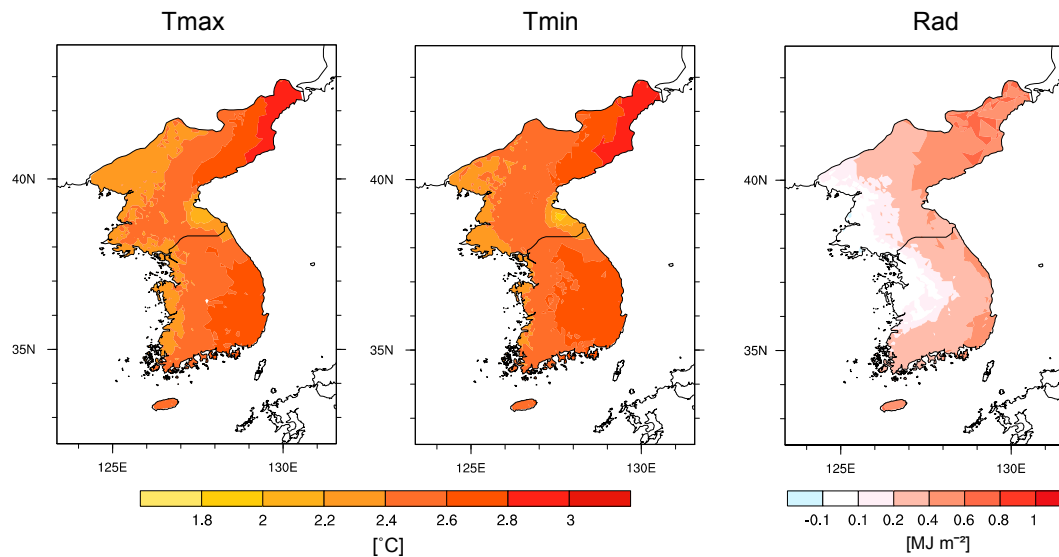 Tmax Tmin Rad
40N 40N 40N
35N 35N 35N
125E 130E 125E 130E 125E 130E
1.8 2 2.2 2.4 2.6 2.8 3 -0.1 0.1 0.2 0.4 0.6 0.8 1
[˚C] [MJ m⁻²]